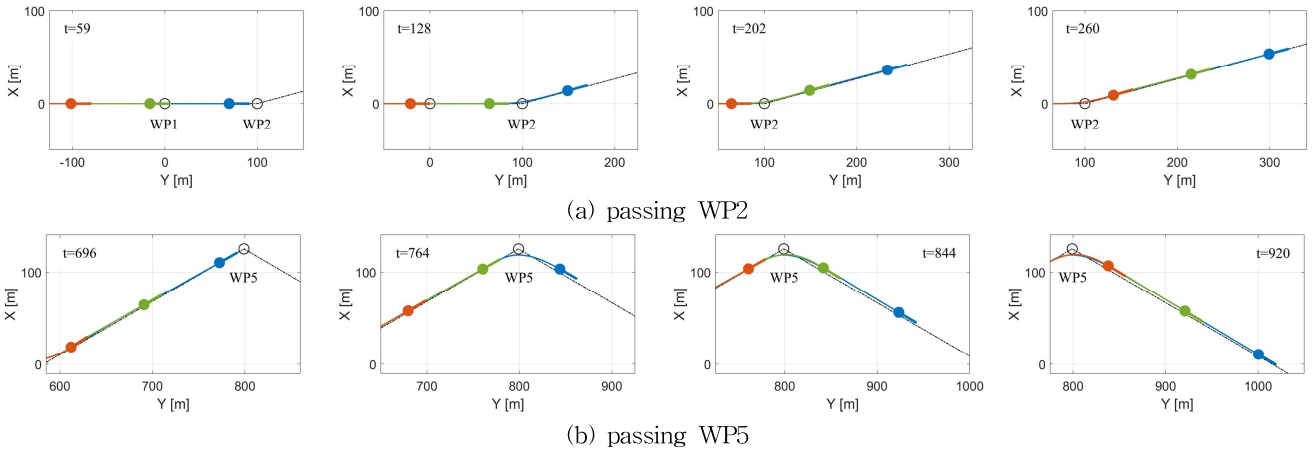 t=59
t=128
t=202
t=260
X [m]
100
0
WP1
WP2
-100
0
100
Y [m]
X [m]
100
0
WP2
0
100
200
Y [m]
X [m]
100
0
WP2
100
200
300
Y [m]
X [m]
100
0
WP2
100
200
300
Y [m]
(a) passing WP2
t=696
t=764
t=844
t=920
X [m]
100
0
WP5
600
700
800
Y [m]
X [m]
100
0
WP5
700
800
900
Y [m]
X [m]
100
0
WP5
800
900
1000
Y [m]
X [m]
100
0
WP5
800
900
1000
Y [m]
(b) passing WP5